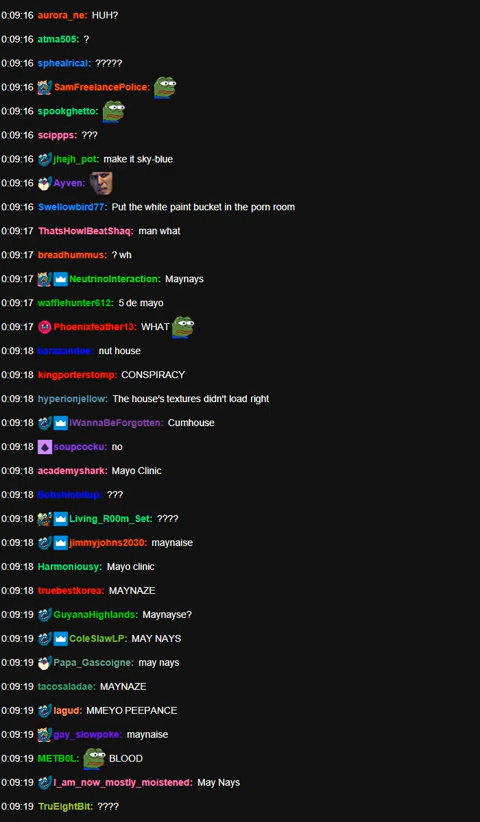 0:09:16 aurora_ne: HUH?
0:09:16 atma505: ?
0:09:16 sphealrical: ?????
0:09:16 SamFreelancePolice:
0:09:16 spookghetto:
0:09:16 scippps: ???
0:09:16 jhejh_pot: make it sky-blue
0:09:16 Ayven:
0:09:16 Swellowbird77: Put the white paint bucket in the porn room
0:09:17 ThatsHowIBeatShaq: man what
0:09:17 breadhummus: ? wh
0:09:17 NeutrinoInteraction: Maynays
0:09:17 wafflehunter612: 5 de mayo
0:09:17 Phoenixfeather13: WHAT
0:09:18 nut house
0:09:18 kingporterstomp: CONSPIRACY
0:09:18 hyperionjellow: The house's textures didn't load right
0:09:18 IWannaBeForgotten: Cumhouse
0:09:18 soupcocku: no
0:09:18 academyshark: Mayo Clinic
0:09:18 ???
0:09:18 Living_R00m_Set: ????
0:09:18 jimmyjohns2030: maynaise
0:09:18 Harmoniousy: Mayo clinic
0:09:18 truebestkorea: MAYNAZE
0:09:19 GuyanaHighlands: Maynayse?
0:09:19 ColeSlawLP: MAY NAYS
0:09:19 Papa_Gascoigne: may nays
0:09:19 tacosaladae: MAYNAZE
0:09:19 lagud: MMEYO PEEPANCE
0:09:19 gay_slowpoke: maynaise
0:09:19 METB0L: BLOOD
0:09:19 I_am_now_mostly_moistened: May Nays
0:09:19 TruEightBit: ????